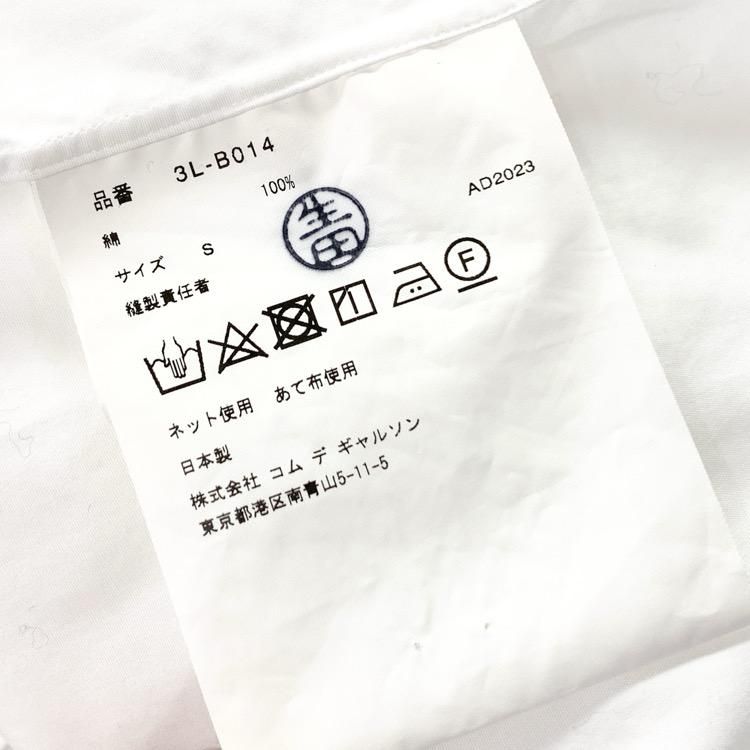 品番 3L-B014
綿 100% AD2023
サイズ S
縫製責任者 生田
F
ネット使用 あて布使用
日本製
株式会社 コム デ ギャルソン
東京都港区南青山5-11-5